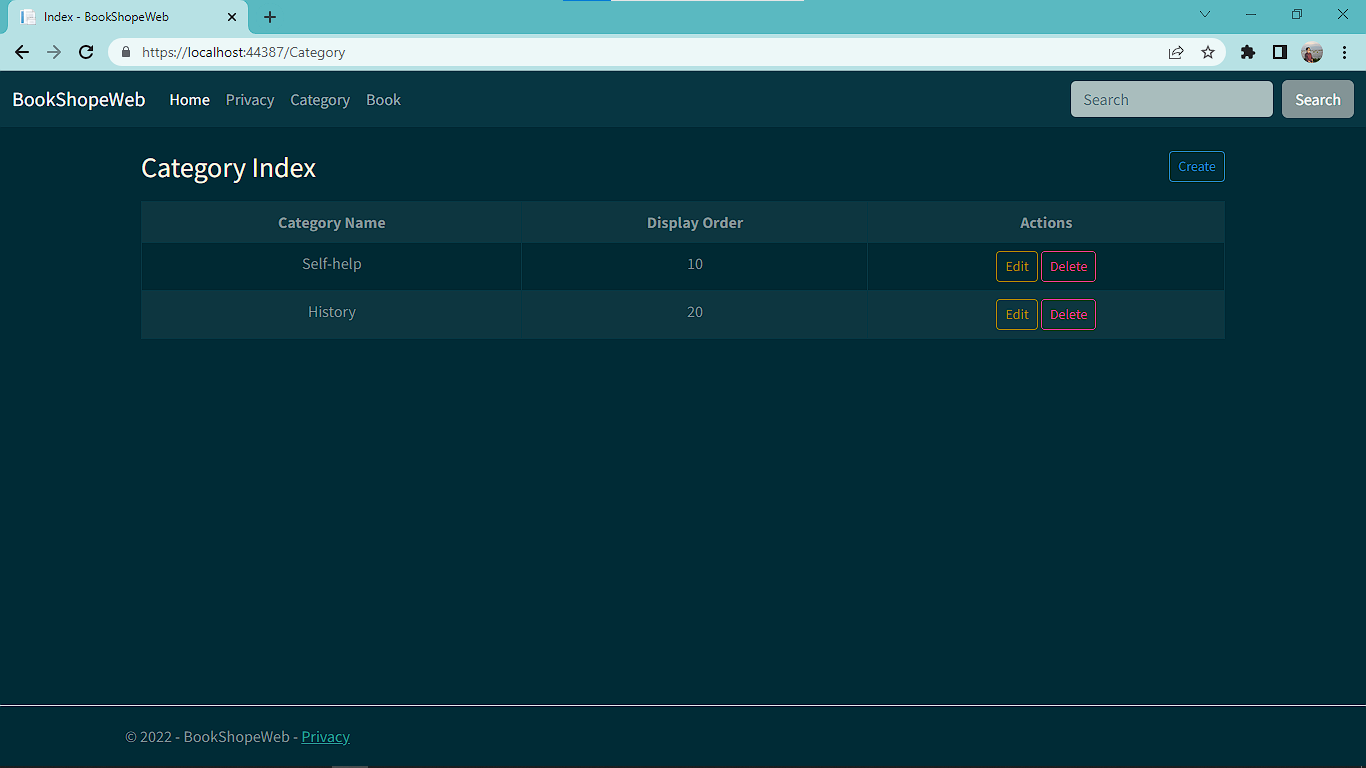 Index - BookShopeWeb
https://localhost:44387/Category
BookShopeWeb Home Privacy Category Book Search Search
Category Index Create
Category Name Display Order Actions
Self-help 10 Edit Delete
History 20 Edit Delete
© 2022 - BookShopeWeb - Privacy